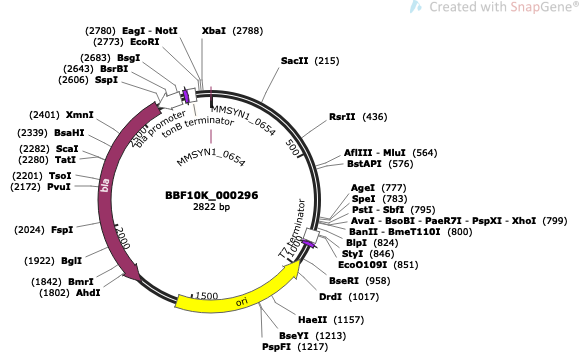 Created with SnapGene®
(2780) EagI - NotI
XbaI (2788)
(2773) EcoRI
(2683) BsgI
(2643) BsrBI
(2606) SspI
SacII (215)
(2401) XmnI
(2339) BsaHI
(2282) ScaI
(2280) TatI
(2201) TsoI
(2172) PvuI
(2024) FspI
(1922) BglI
(1842) BmrI
(1802) AhdI
RsrII (436)
AflIII - MluI (564)
BstAPI (576)
AgeI (777)
SpeI (783)
PstI - SbfI (795)
AvaI - BsoBI - PaeR7I - PspXI - XhoI (799)
BanII - BmeT110I (800)
BlpI (824)
StyI (846)
EcoO109I (851)
BseRI (958)
DrdI (1017)
HaeII (1157)
BseYI (1213)
PspFI (1217)
MMSYN1_0654
bla promoter
tonB terminator
MMSYN1_0654
BBF10K_000296
2822 bp
bla
T7 terminator
ori
500
1000
1500
2000
2500